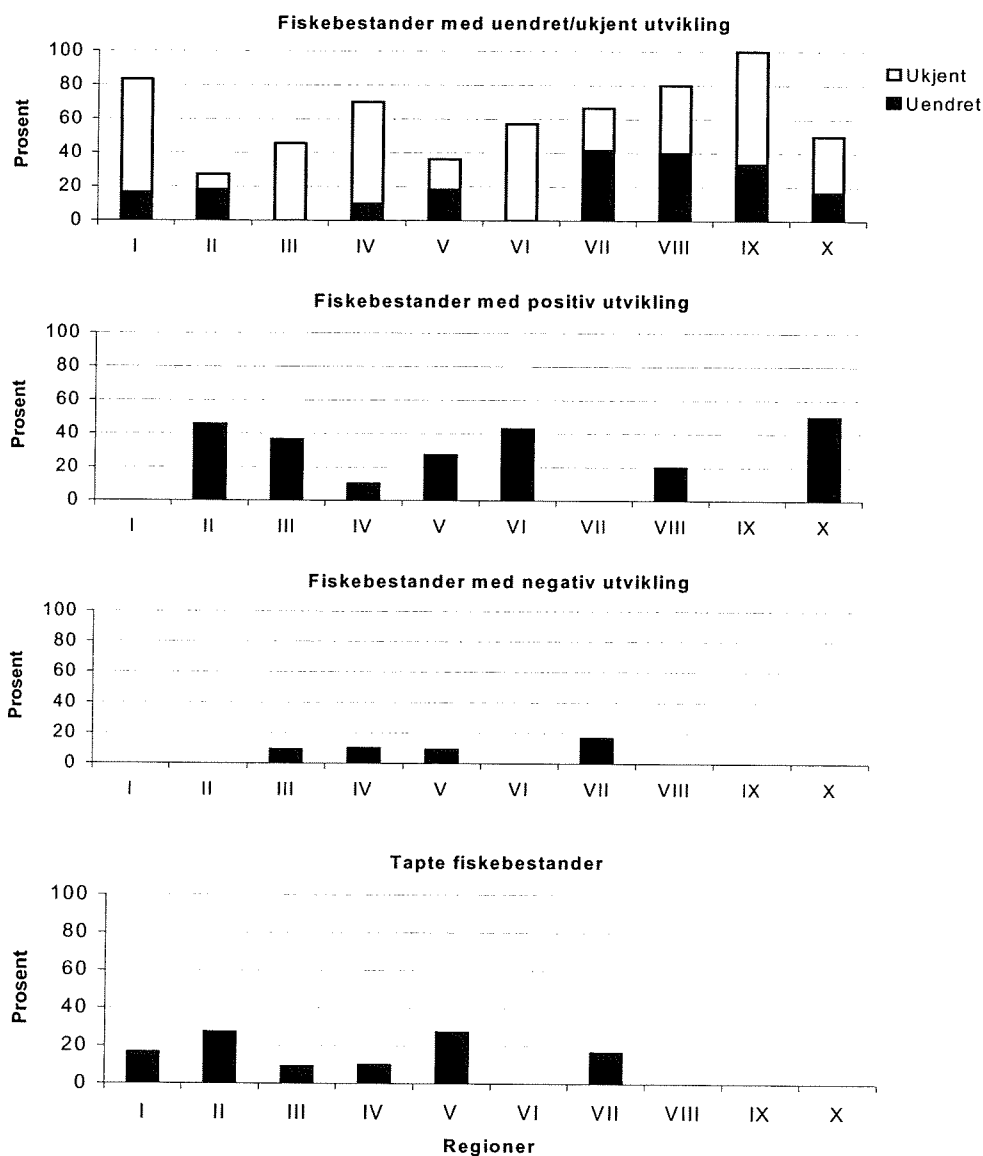 Fiskebestander med uendret/ukjent utvikling
Prosent
100
80
60
40
20
0
I II III IV V VI VII VIII IX X
Ukjent
Uendret
Fiskebestander med positiv utvikling
Prosent
100
80
60
40
20
0
I II III IV V VI VII VIII IX X
Fiskebestander med negativ utvikling
Prosent
100
80
60
40
20
0
I II III IV V VI VII VIII IX X
Tapte fiskebestander
Prosent
100
80
60
40
20
0
I II III IV V VI VII VIII IX X
Regioner